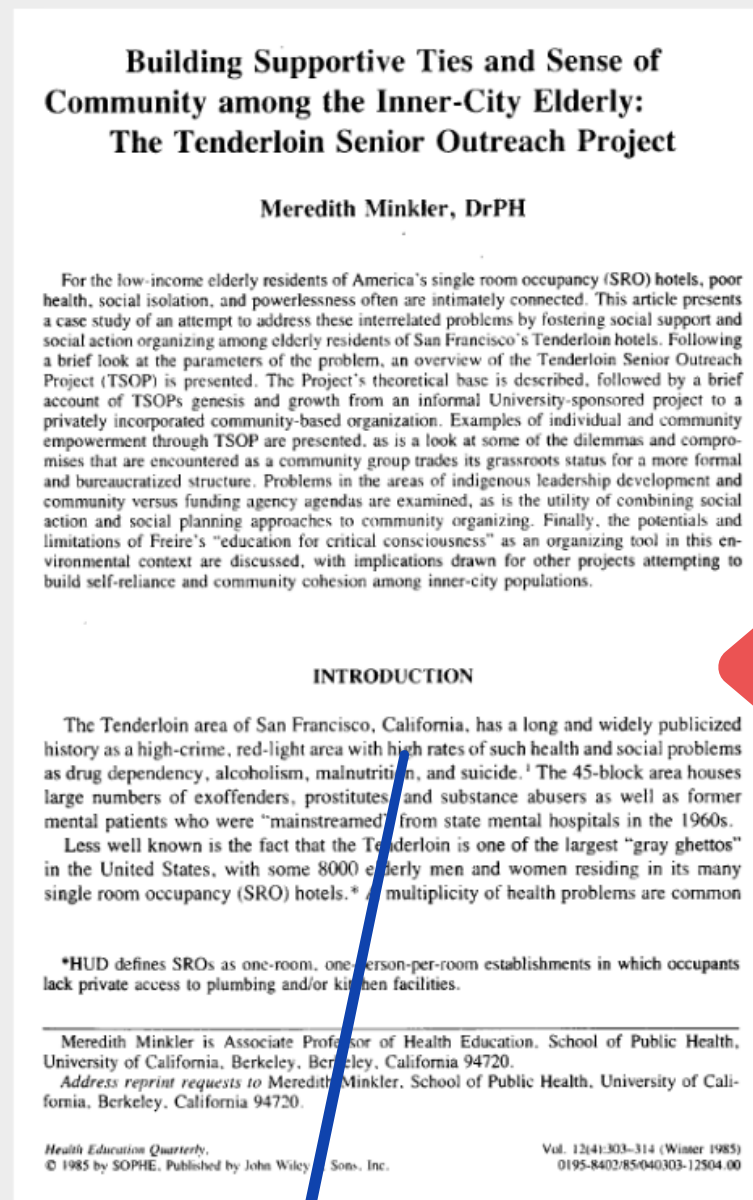 Building Supportive Ties and Sense of
Community among the Inner-City Elderly:
The Tenderloin Senior Outreach Project
Meredith Minkler, DrPH
For the low-income elderly residents of America's single room occupancy (SRO) hotels, poor
health, social isolation, and powerlessness often are intimately connected. This article presents
a case study of an attempt to address these interrelated problems by fostering social support and
social action organizing among elderly residents of San Francisco's Tenderloin hotels. Following
a brief look at the parameters of the problem, an overview of the Tenderloin Senior Outreach
Project (TSOP) is presented. The Project's theoretical base is described, followed by a brief
account of TSOPs genesis and growth from an informal University-sponsored project to a
privately incorporated community-based organization. Examples of individual and community
empowerment through TSOP are presented, as is a look at some of the dilemmas and compro-
mises that are encountered as a community group trades its grassroots status for a more formal
and bureaucratized structure. Problems in the areas of indigenous leadership development and
community versus funding agency agendas are examined, as is the utility of combining social
action and social planning approaches to community organizing. Finally, the potentials and
limitations of Freire's "education for critical consciousness" as an organizing tool in this en-
vironmental context are discussed, with implications drawn for other projects attempting to
build self-reliance and community cohesion among inner-city populations.
INTRODUCTION
The Tenderloin area of San Francisco, California, has a long and widely publicized
history as a high-crime, red-light area with high rates of such health and social problems
as drug dependency, alcoholism, malnutrition, and suicide.¹ The 45-block area houses
large numbers of exoffenders, prostitutes, and substance abusers as well as former
mental patients who were "mainstreamed" from state mental hospitals in the 1960s.
Less well known is the fact that the Tenderloin is one of the largest "gray ghettos"
in the United States, with some 8000 elderly men and women residing in its many
single room occupancy (SRO) hotels.* A multiplicity of health problems are common
*HUD defines SROs as one-room, one-person-per-room establishments in which occupants
lack private access to plumbing and/or kitchen facilities.
Meredith Minkler is Associate Professor of Health Education, School of Public Health,
University of California, Berkeley, Berkeley, California 94720.
Address reprint requests to Meredith Minkler, School of Public Health, University of Cali-
fornia, Berkeley, California 94720.
Health Education Quarterly,
Vol. 12(4):303–314 (Winter 1985)
© 1985 by SOPHE. Published by John Wiley & Sons, Inc.
0195-8402/85/040303-12504.00